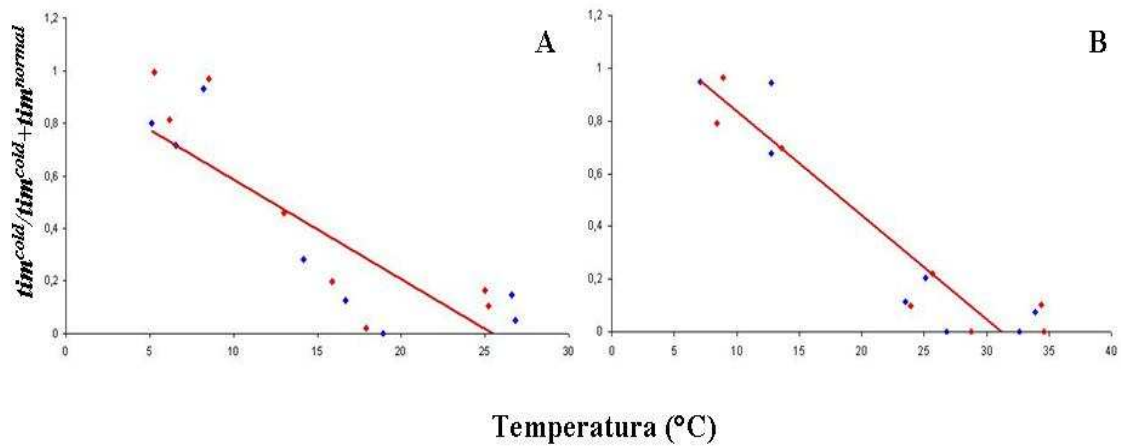 A
B
tim^cold/tim^cold+tim^normal
1,2 1 0,8 0,6 0,4 0,2 0
0 5 10 15 20 25 30
1,2 1 0,8 0,6 0,4 0,2 0
0 5 10 15 20 25 30 35 40
Temperatura (°C)